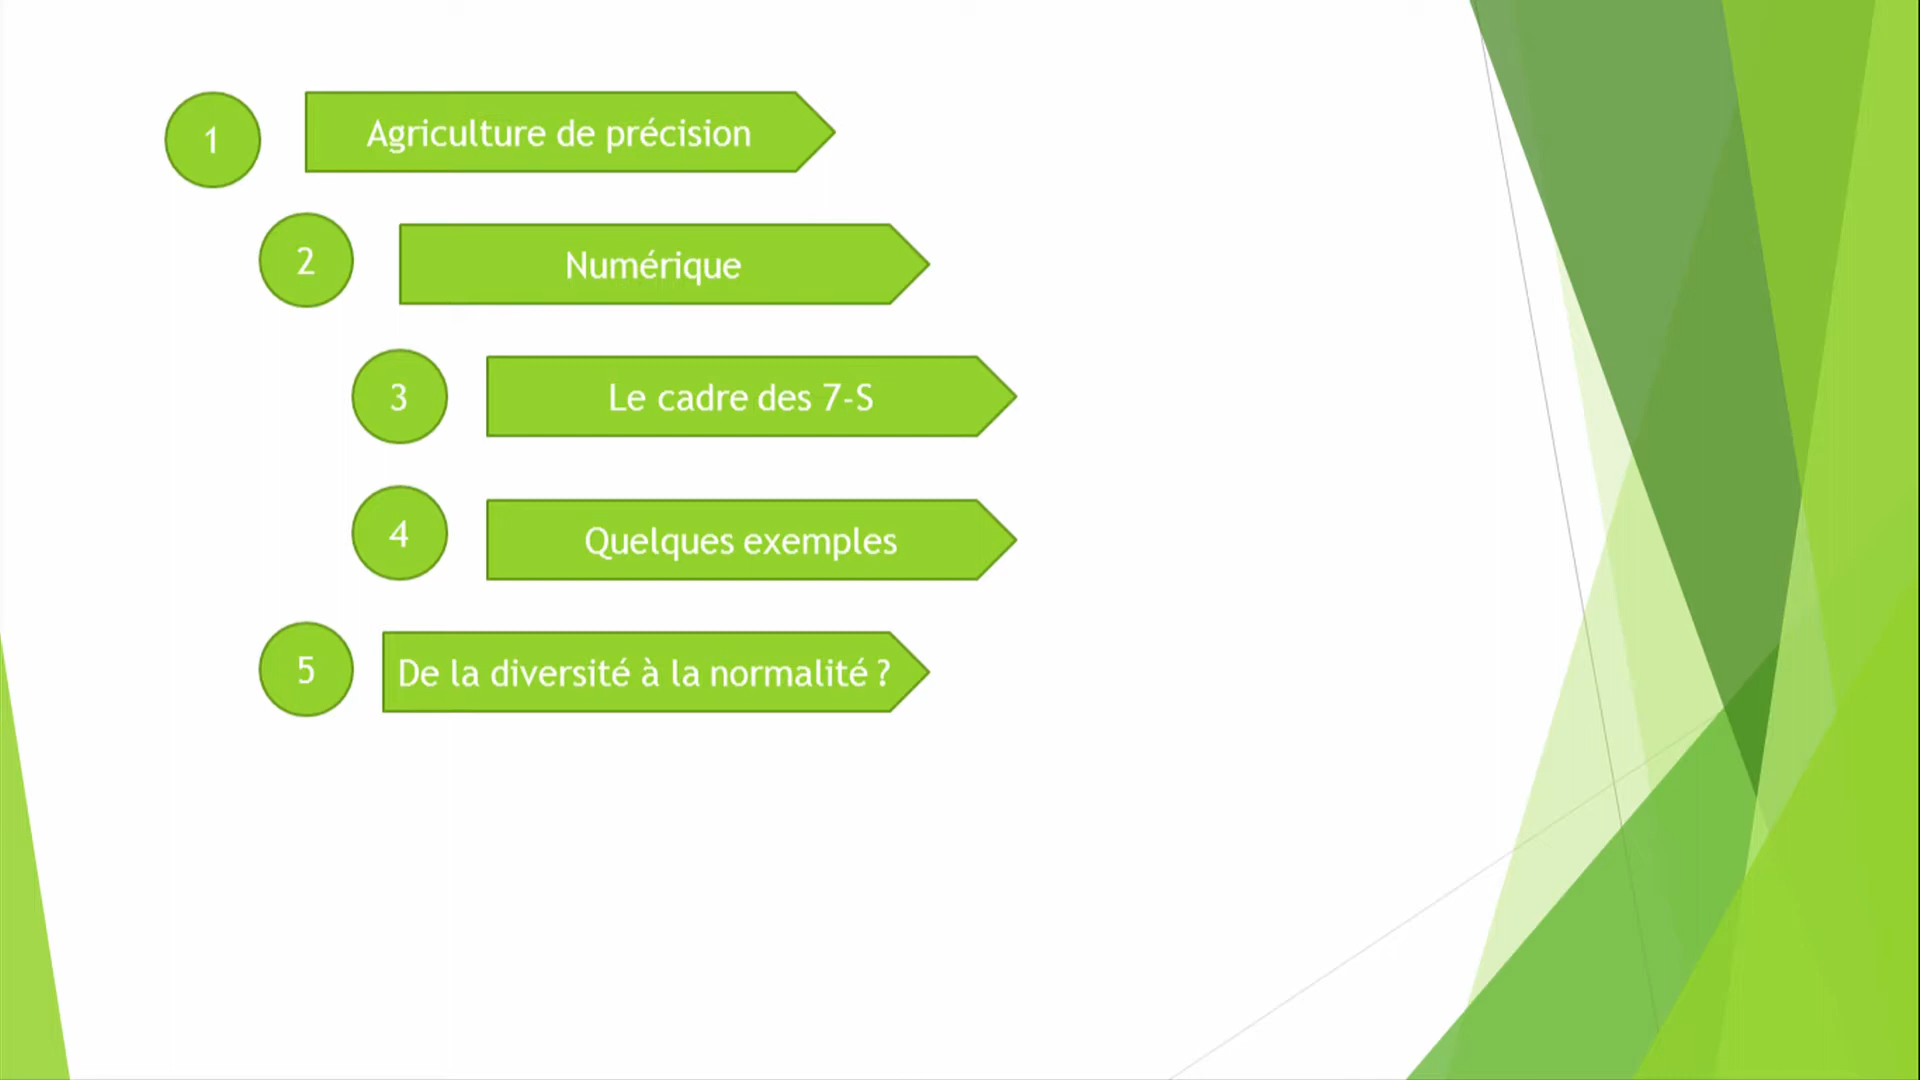 1 Agriculture de précision
2 Numérique
3 Le cadre des 7-S
4 Quelques exemples
5 De la diversité à la normalité ?